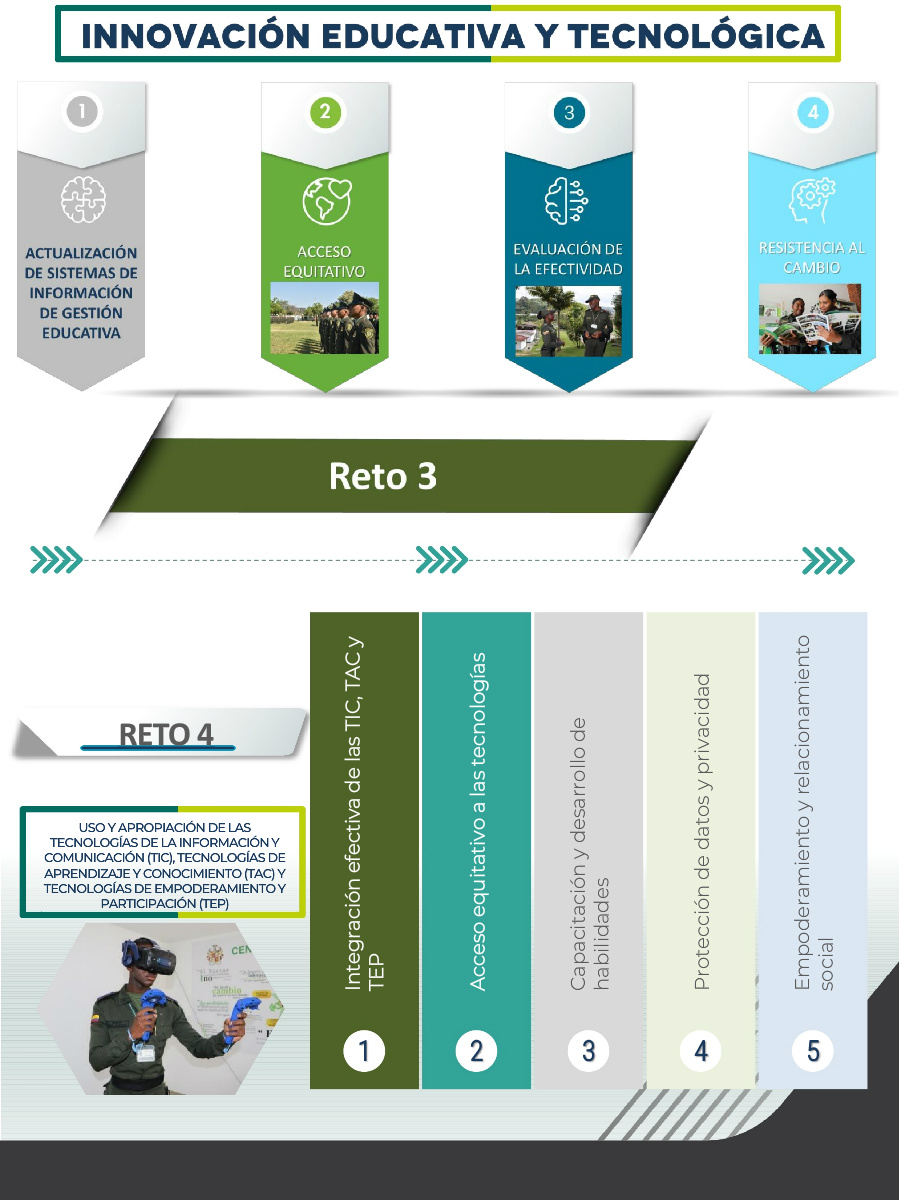 INNOVACIÓN EDUCATIVA Y TECNOLÓGICA
1
ACTUALIZACIÓN
DE SISTEMAS DE
INFORMACIÓN
DE GESTIÓN
EDUCATIVA
2
ACCESO
EQUITATIVO
3
EVALUACIÓN DE
LA EFECTIVIDAD
4
RESISTENCIA AL
CAMBIO
Reto 3
RETO 4
USO Y APROPIACIÓN DE LAS
TECNOLOGÍAS DE LA INFORMACIÓN Y
COMUNICACIÓN (TIC), TECNOLOGÍAS DE
APRENDIZAJE Y CONOCIMIENTO (TAC) Y
TECNOLOGÍAS DE EMPODERAMIENTO Y
PARTICIPACIÓN (TEP)
CEN
cambio
Integración efectiva de las TIC, TAC y
TEP
1
Acceso equitativo a las tecnologías
2
Capacitación y desarrollo de
habilidades
3
Protección de datos y privacidad
4
Empoderamiento y relacionamiento
social
5